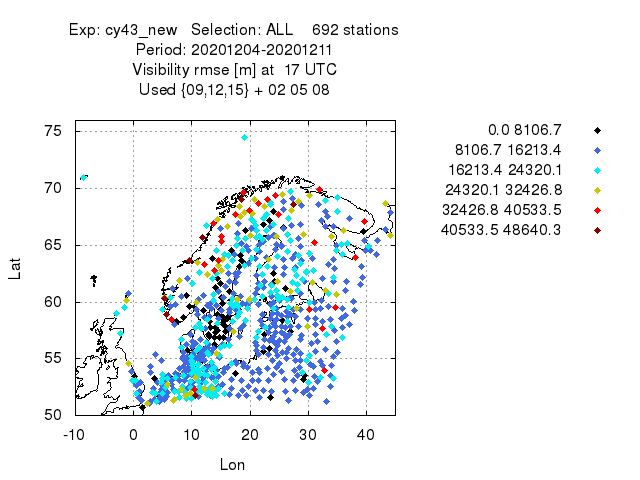 Exp: cy43_new   Selection: ALL    692 stations
Period: 20201204-20201211
Visibility rmse [m] at  17 UTC
Used {09,12,15} + 02 05 08
0.0 8106.7
8106.7 16213.4
16213.4 24320.1
24320.1 32426.8
32426.8 40533.5
40533.5 48640.3
75
70
65
60
55
50
Lat
-10 0 10 20 30 40
Lon